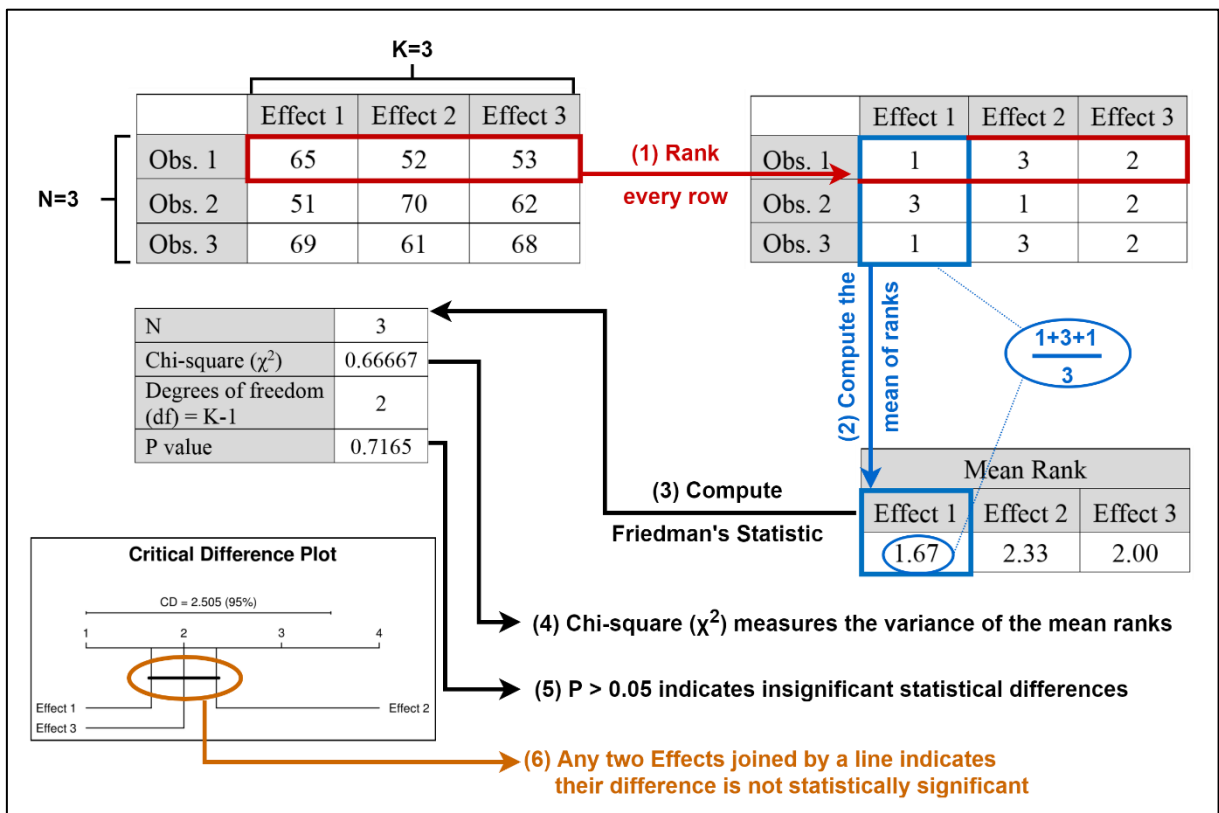 K=3
Effect 1 Effect 2 Effect 3
Obs. 1 65 52 53
N=3
Obs. 2 51 70 62
Obs. 3 69 61 68
(1) Rank
every row
Effect 1 Effect 2 Effect 3
Obs. 1 1 3 2
Obs. 2 3 1 2
Obs. 3 1 3 2
(2) Compute the
mean of ranks
1+3+1
3
Mean Rank
Effect 1 Effect 2 Effect 3
1.67 2.33 2.00
(3) Compute
Friedman's Statistic
N 3
Chi-square (χ²) 0.66667
Degrees of freedom
(df) = K-1 2
P value 0.7165
(4) Chi-square (χ²) measures the variance of the mean ranks
(5) P > 0.05 indicates insignificant statistical differences
Critical Difference Plot
CD = 2.505 (95%)
1 2 3 4
Effect 1 Effect 2
Effect 3
(6) Any two Effects joined by a line indicates
their difference is not statistically significant